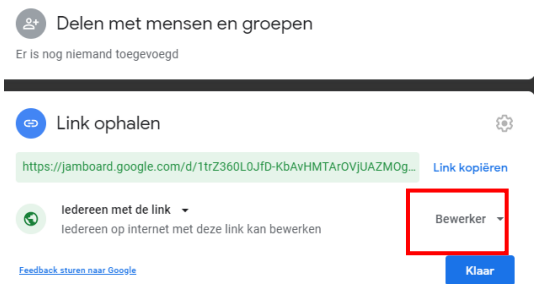 Delen met mensen en groepen
Er is nog niemand toegevoegd
Link ophalen
https://jamboard.google.com/d/1trZ360L0JfD-KbAvHMTArOVjUAZMOg... Link kopiëren
Iedereen met de link
Iedereen op internet met deze link kan bewerken
Bewerker
Feedback sturen naar Google
Klaar